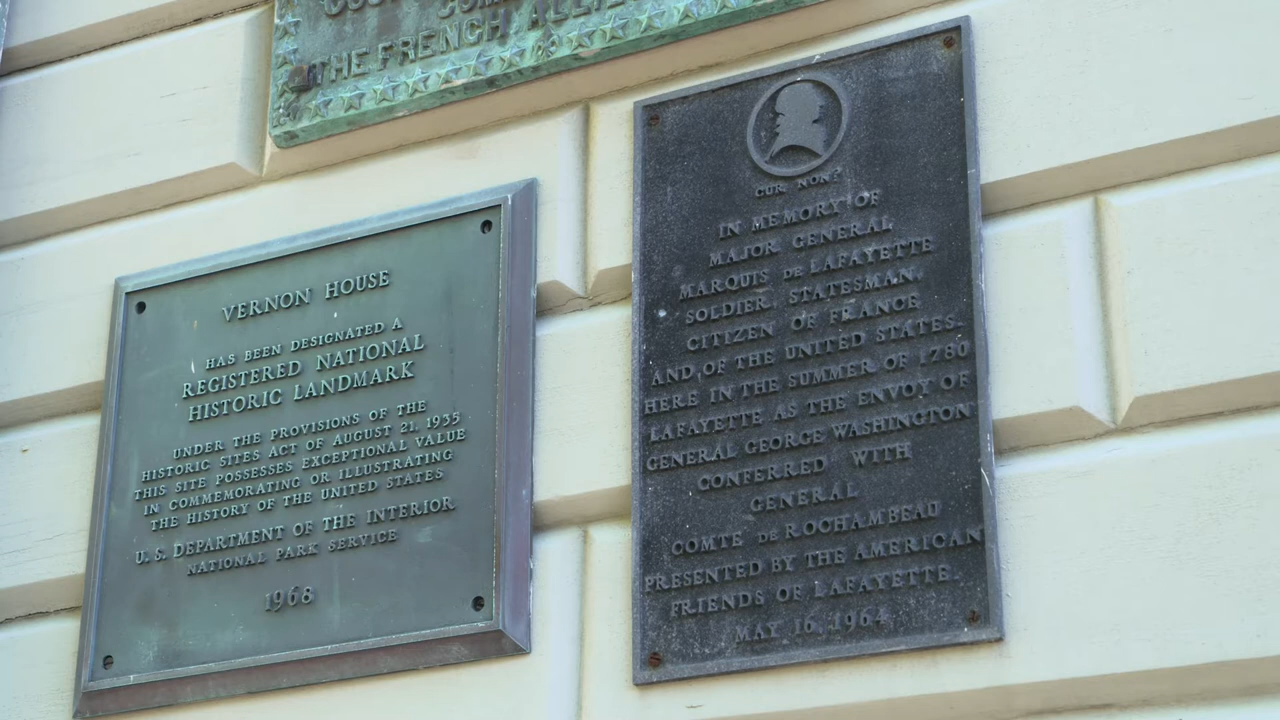 THE FRENCH ALLIES
VERNON HOUSE
HAS BEEN DESIGNATED A
REGISTERED NATIONAL
HISTORIC LANDMARK
UNDER THE PROVISIONS OF THE
HISTORIC SITES ACT OF AUGUST 21, 1935
THIS SITE POSSESSES EXCEPTIONAL VALUE
IN COMMEMORATING OR ILLUSTRATING
THE HISTORY OF THE UNITED STATES
U. S. DEPARTMENT OF THE INTERIOR
NATIONAL PARK SERVICE
1968
CUR NON?
IN MEMORY OF
MAJOR GENERAL
MARQUIS DE LAFAYETTE
SOLDIER, STATESMAN,
CITIZEN OF FRANCE
AND OF THE UNITED STATES.
HERE IN THE SUMMER OF 1780
LAFAYETTE AS THE ENVOY OF
GENERAL GEORGE WASHINGTON
CONFERRED WITH
GENERAL
COMTE DE ROCHAMBEAU
PRESENTED BY THE AMERICAN
FRIENDS OF LAFAYETTE.
MAY 16, 1964